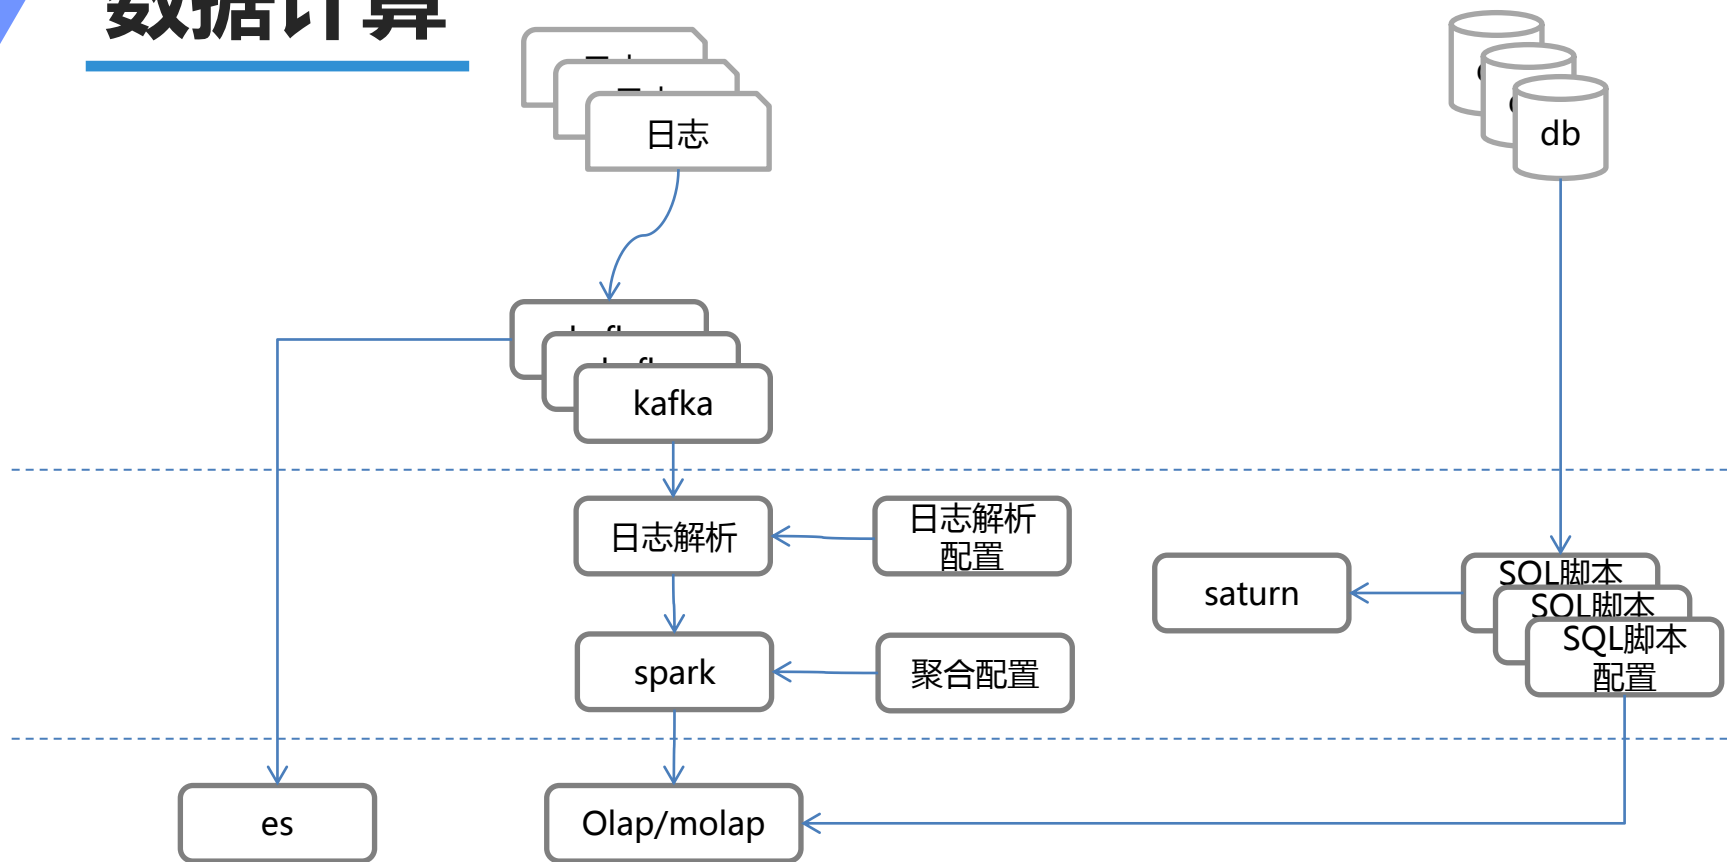 数据计算
日志
db
kafka
日志解析
日志解析
配置
saturn
SQL脚本
SQL脚本
SQL脚本
配置
spark
聚合配置
es
Olap/molap